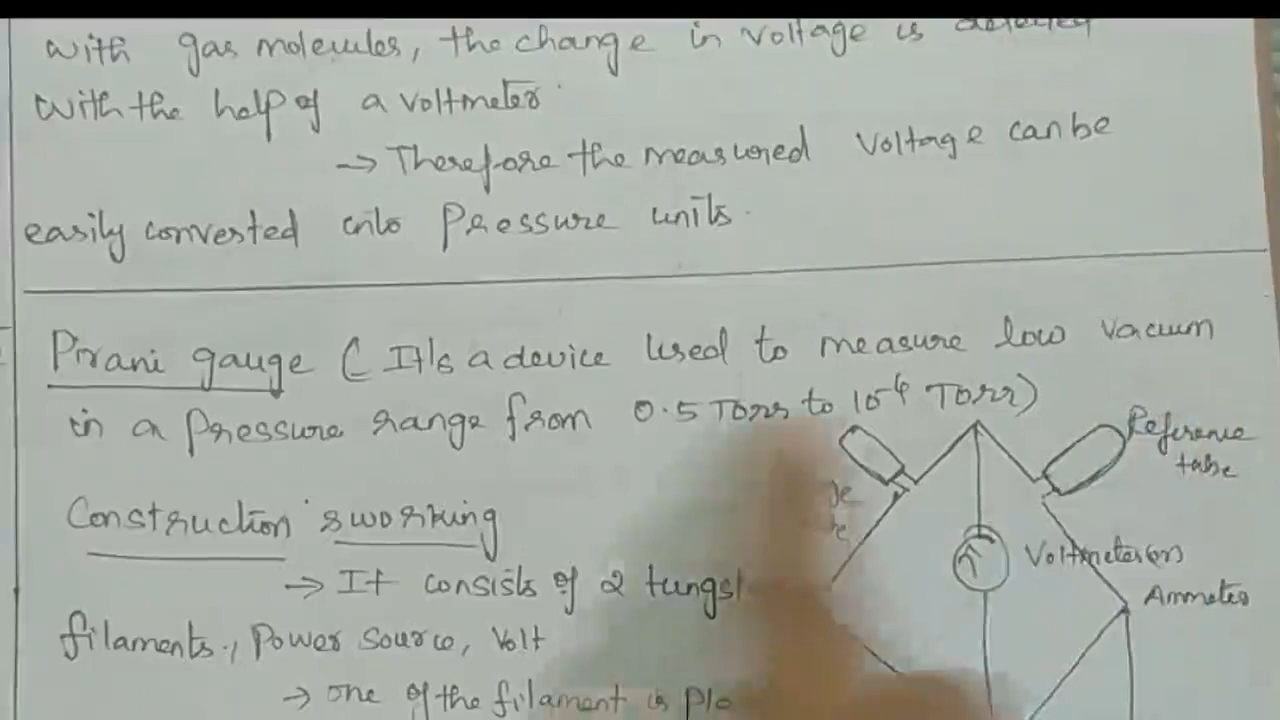 with gas molecules, the change in voltage is detected
with the help of a voltmeter
→ Therefore the measured voltage can be
easily converted into Pressure units.
Pirani gauge ( It's a device used to measure low vacuum
in a pressure range from 0.5 Torr to 10-4 Torr)
Reference
tube
Construction & working
Voltmeter (or)
Ammeter
→ It consists of 2 tungst
filaments, Power source, Volt
→ one of the filament is pla